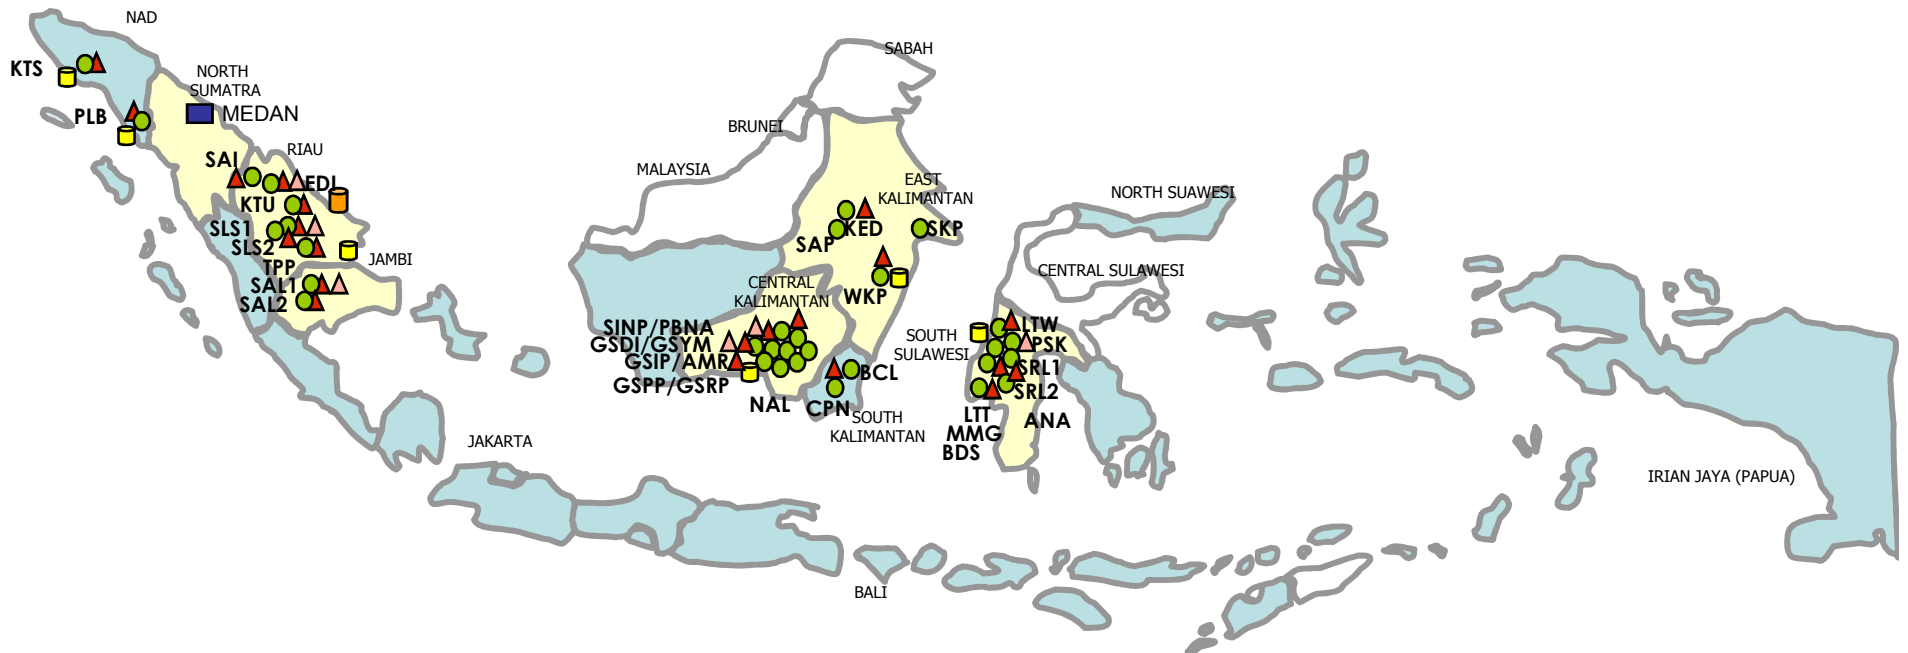 NAD
KTS
NORTH
SUMATRA
MEDAN
PLB
RIAU
SAI
EDI
KTU
SLS1
SLS2
TPP
JAMBI
SAL1
SAL2
JAKARTA
SABAH
BRUNEI
MALAYSIA
EAST
KALIMANTAN
KED
SAP
SKP
WKP
CENTRAL
KALIMANTAN
SINP/PBNA
GSDI/GSYM
GSIP/AMR
GSPP/GSRP
NAL
BCL
CPN
SOUTH
KALIMANTAN
BALI
NORTH SUAWESI
CENTRAL SULAWESI
SOUTH
SULAWESI
LTW
PSK
SRL1
SRL2
LTT
MMG
BDS
ANA
IRIAN JAYA (PAPUA)